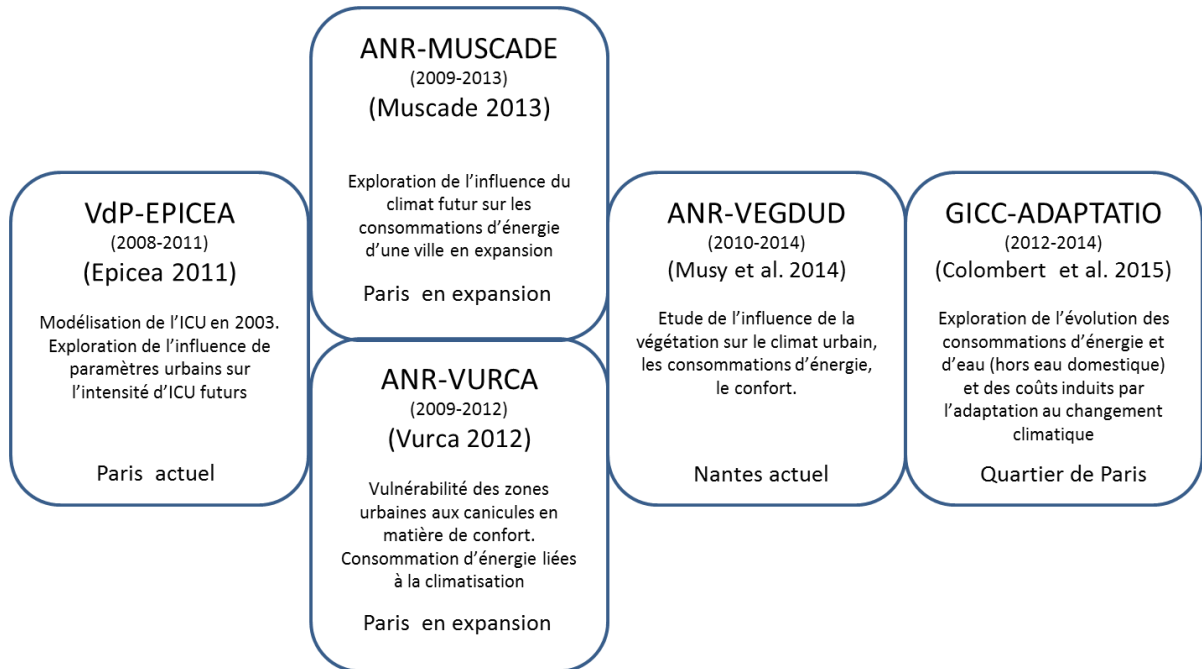 VdP-EPICEA
(2008-2011)
(Epicea 2011)
Modélisation de l’ICU en 2003.
Exploration de l’influence de
paramètres urbains sur
l’intensité d’ICU futurs
Paris actuel
ANR-MUSCADE
(2009-2013)
(Muscade 2013)
Exploration de l’influence du
climat futur sur les
consommations d’énergie
d’une ville en expansion
Paris en expansion
ANR-VURCA
(2009-2012)
(Vurca 2012)
Vulnérabilité des zones
urbaines aux canicules en
matière de confort.
Consommation d’énergie liées
à la climatisation
Paris en expansion
ANR-VEGDUD
(2010-2014)
(Musy et al. 2014)
Etude de l’influence de la
végétation sur le climat urbain,
les consommations d’énergie,
le confort.
Nantes actuel
GICC-ADAPTATIO
(2012-2014)
(Colombert et al. 2015)
Exploration de l’évolution des
consommations d’énergie et
d’eau (hors eau domestique)
et des coûts induits par
l’adaptation au changement
climatique
Quartier de Paris